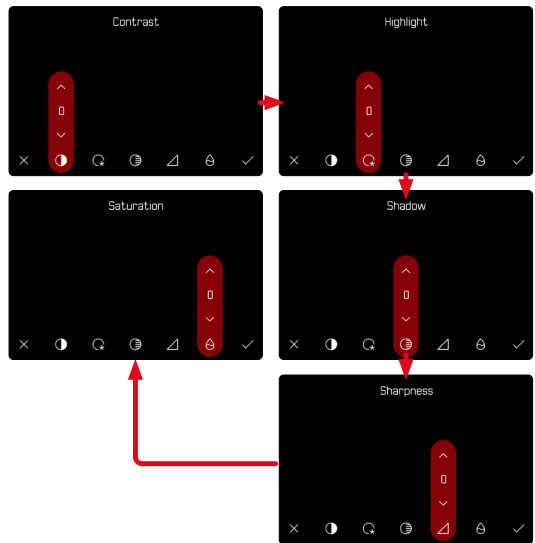 Contrast
Highlight
0
0
Saturation
Shadow
0
0
Sharpness
0